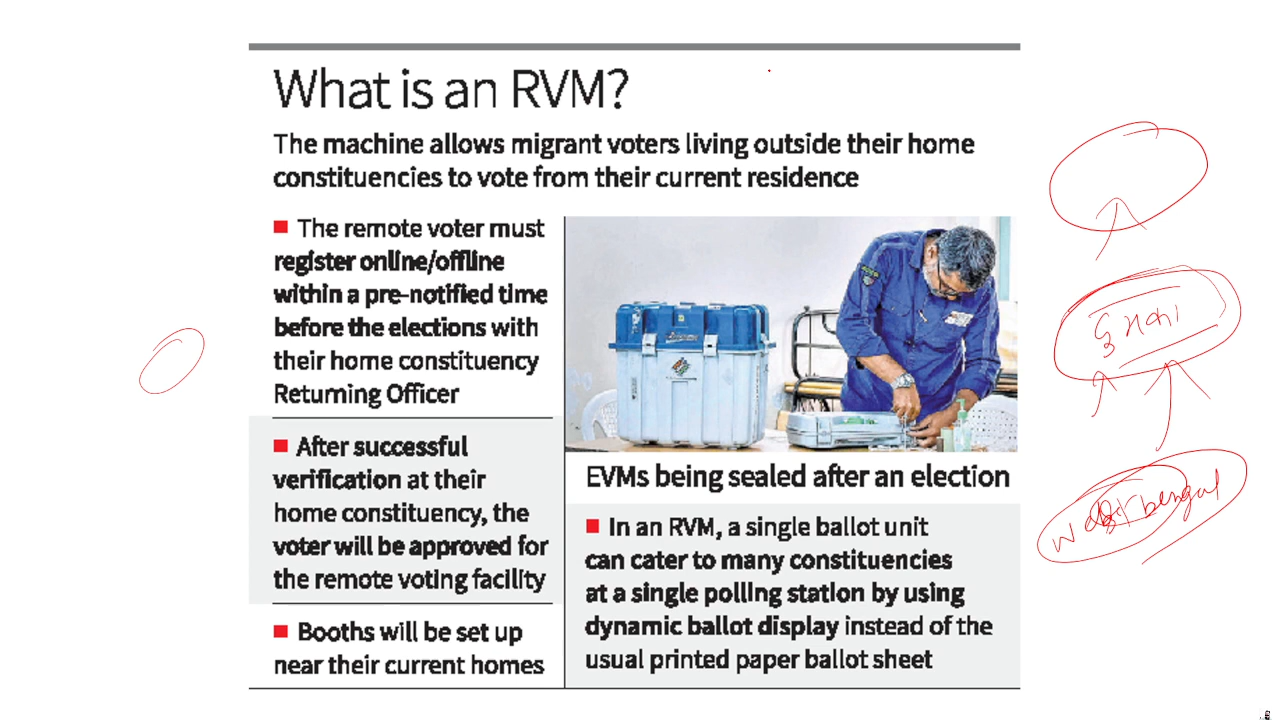 What is an RVM?
The machine allows migrant voters living outside their home
constituencies to vote from their current residence
The remote voter must
register online/offline
within a pre-notified time
before the elections with
their home constituency
Returning Officer
After successful
verification at their
home constituency, the
voter will be approved for
the remote voting facility
Booths will be set up
near their current homes
EVMs being sealed after an election
In an RVM, a single ballot unit
can cater to many constituencies
at a single polling station by using
dynamic ballot display instead of the
usual printed paper ballot sheet
West bengal